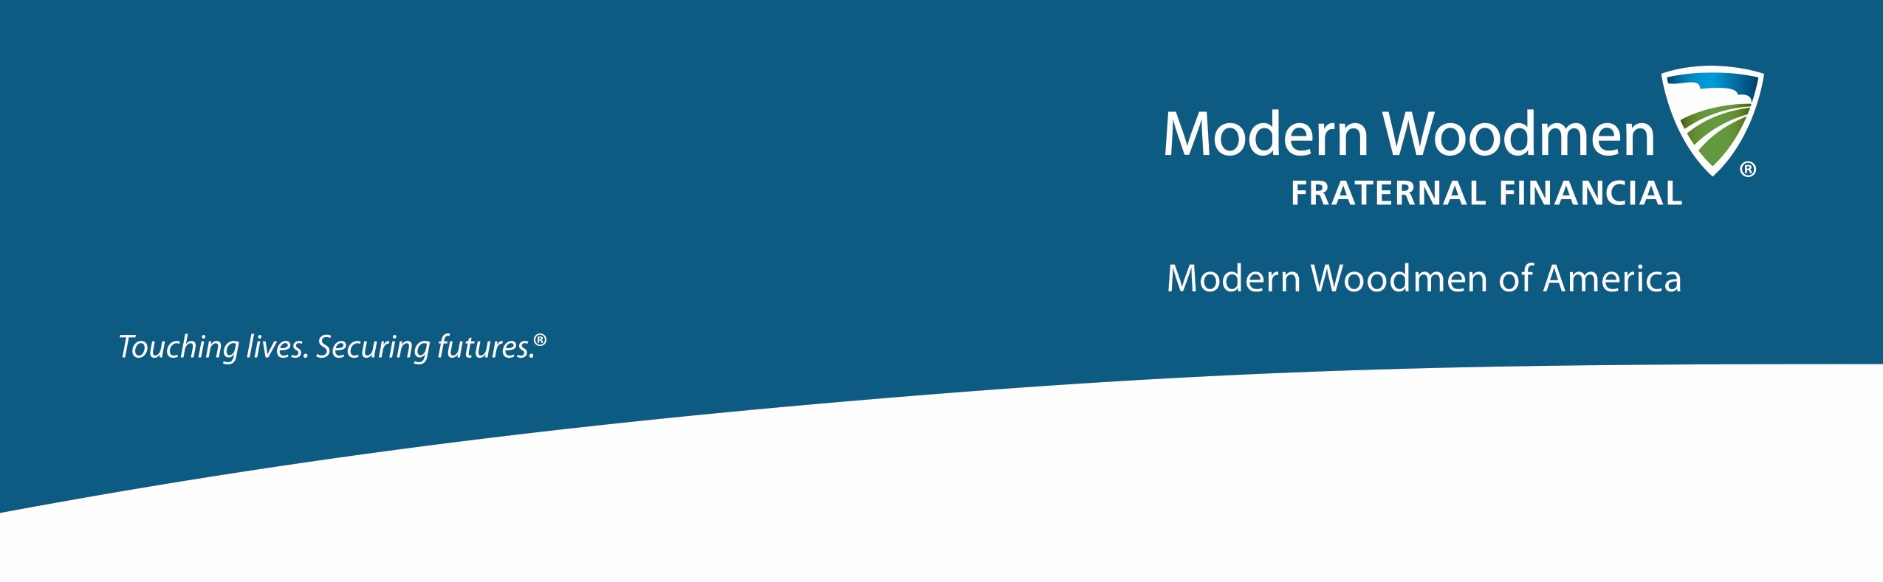 Modern Woodmen
®
FRATERNAL FINANCIAL
Modern Woodmen of America
Touching lives. Securing futures.®